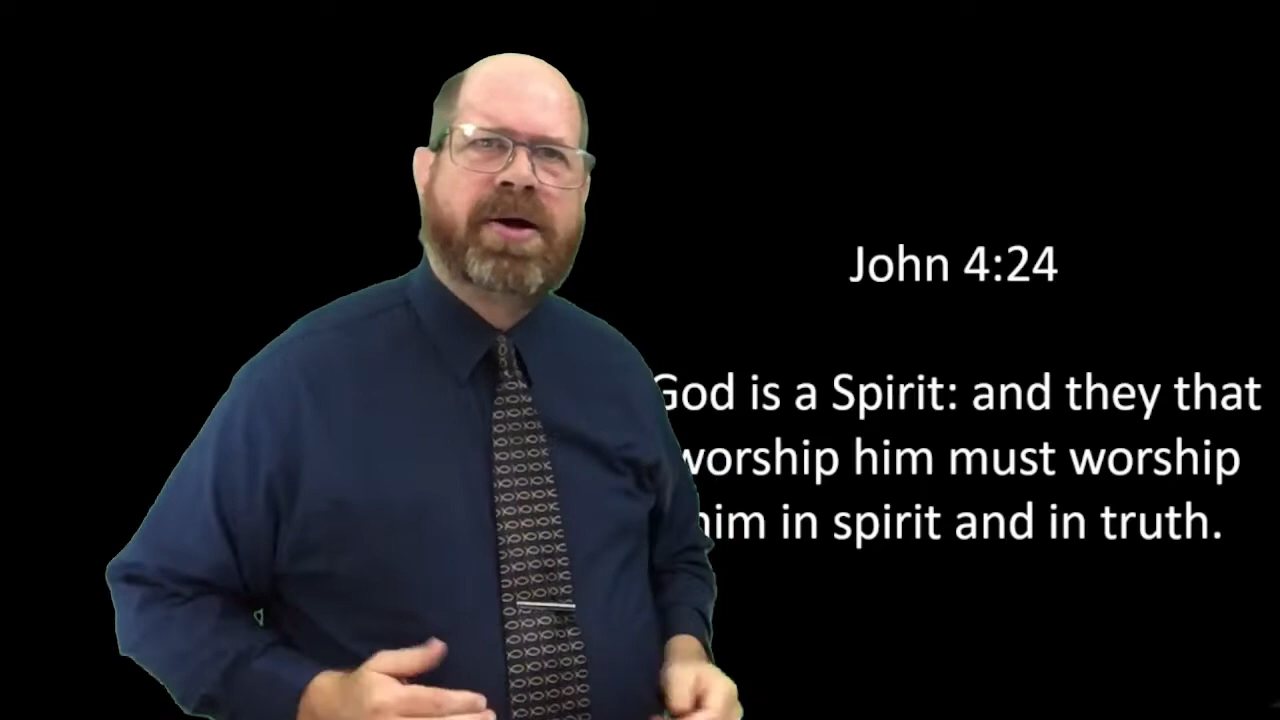 John 4:24
God is a Spirit: and they that
worship him must worship
him in spirit and in truth.